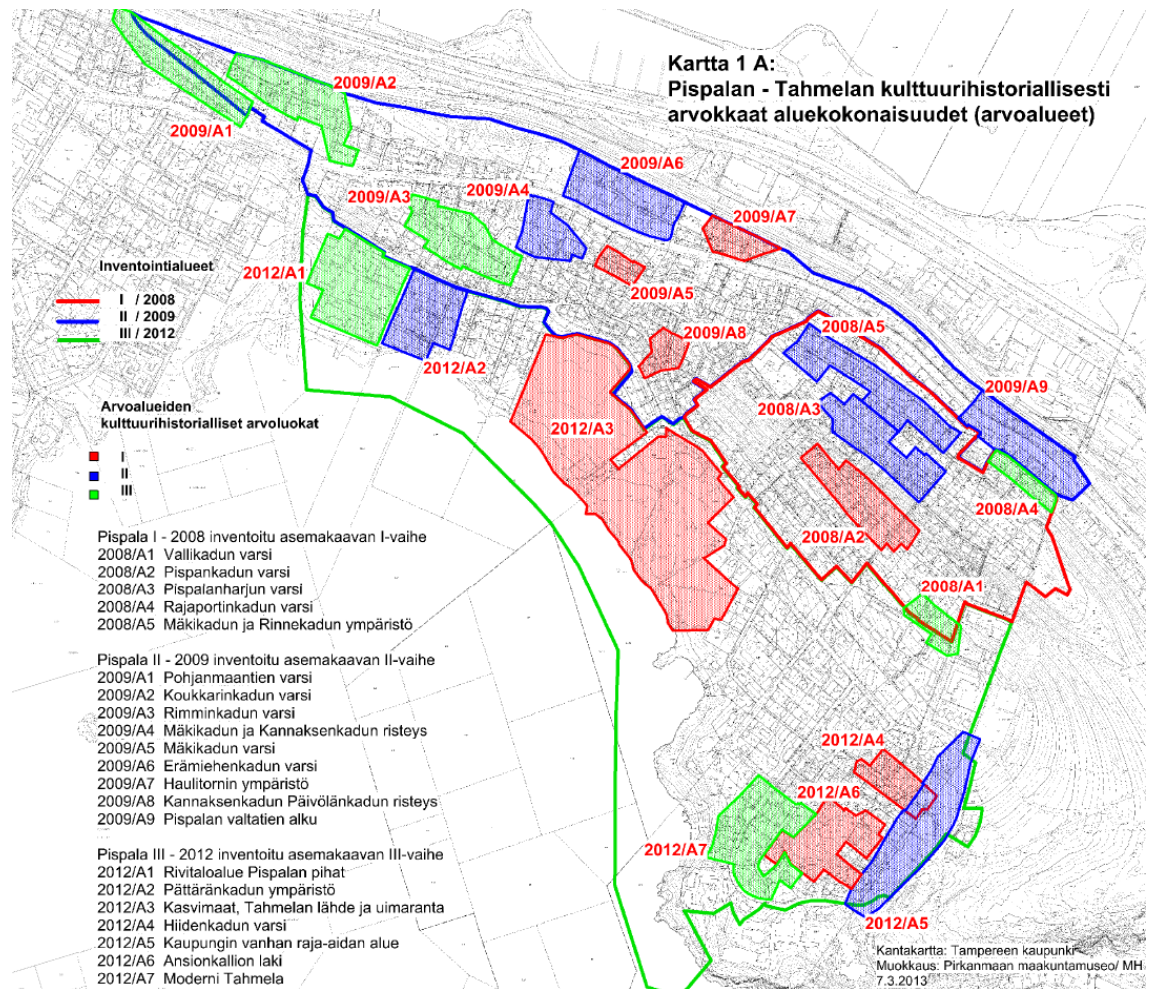 Kartta 1 A:
Pispalan - Tahmelan kulttuurihistoriallisesti
arvokkaat aluekokonaisuudet (arvoalueet)
2009/A2
2009/A1
2009/A6
2009/A4
2009/A3
2009/A7
2012/A1
2009/A5
2009/A8
2008/A5
2012/A2
2009/A9
2008/A3
2012/A3
2008/A4
2008/A2
2008/A1
2012/A4
2012/A6
2012/A7
2012/A5
Inventointialueet
I / 2008
II / 2009
III / 2012
Arvoalueiden
kulttuurihistorialliset arvoluokat
I
II
III
Pispala I - 2008 inventoitu asemakaavan I-vaihe
2008/A1 Vallikadun varsi
2008/A2 Pispankadun varsi
2008/A3 Pispalanharjun varsi
2008/A4 Rajaportinkadun varsi
2008/A5 Mäkikadun ja Rinnekadun ympäristö
Pispala II - 2009 inventoitu asemakaavan II-vaihe
2009/A1 Pohjanmaantien varsi
2009/A2 Koukkarinkadun varsi
2009/A3 Rimminkadun varsi
2009/A4 Mäkikadun ja Kannaksenkadun risteys
2009/A5 Mäkikadun varsi
2009/A6 Erämiehenkadun varsi
2009/A7 Haulitornin ympäristö
2009/A8 Kannaksenkadun Päivölänkadun risteys
2009/A9 Pispalan valtatien alku
Pispala III - 2012 inventoitu asemakaavan III-vaihe
2012/A1 Rivitaloalue Pispalan pihat
2012/A2 Pättäränkadun ympäristö
2012/A3 Kasvimaat, Tahmelan lähde ja uimaranta
2012/A4 Hiidenkadun varsi
2012/A5 Kaupungin vanhan raja-aidan alue
2012/A6 Ansionkallion laki
2012/A7 Moderni Tahmela
Kantakartta: Tampereen kaupunki
Muokkaus: Pirkanmaan maakuntamuseo/ MH
7.3.2013